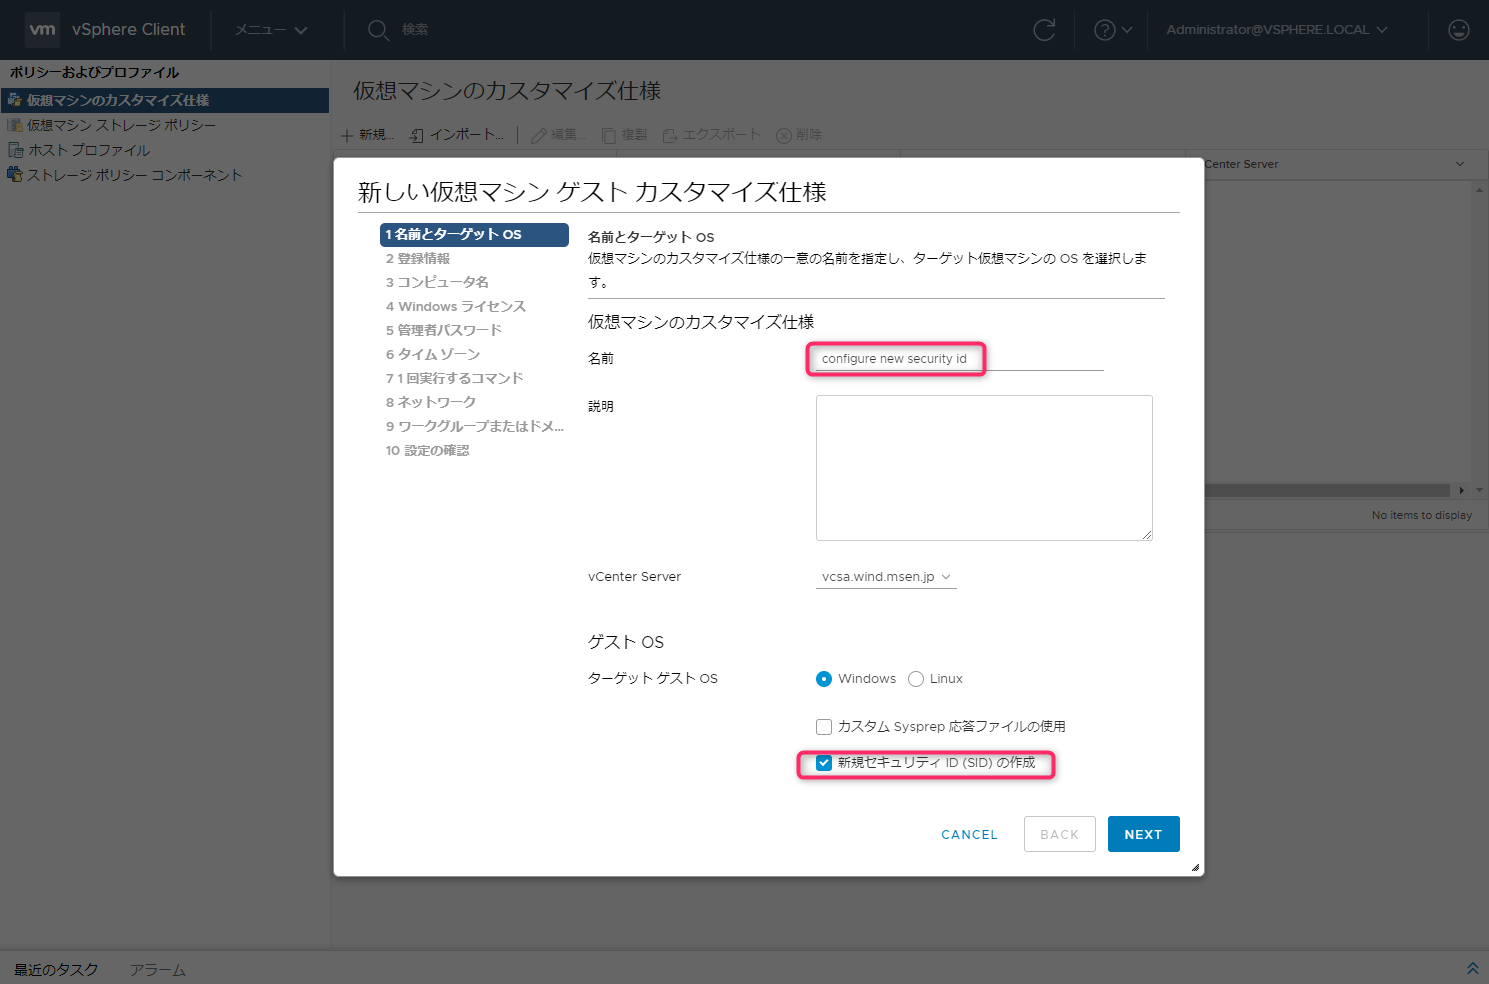 vm vSphere Client メニュー 検索 Administrator@VSPHERE.LOCAL
ポリシーおよびプロファイル
仮想マシンのカスタマイズ仕様
仮想マシン ストレージ ポリシー
ホスト プロファイル
ストレージ ポリシー コンポーネント
仮想マシンのカスタマイズ仕様
新規... インポート... 編集... 複製 エクスポート 削除
Center Server
No items to display
新しい仮想マシン ゲスト カスタマイズ仕様
1 名前とターゲット OS
2 登録情報
3 コンピュータ名
4 Windows ライセンス
5 管理者パスワード
6 タイム ゾーン
7 1 回実行するコマンド
8 ネットワーク
9 ワークグループまたはドメ...
10 設定の確認
名前とターゲット OS
仮想マシンのカスタマイズ仕様の一意の名前を指定し、ターゲット仮想マシンの OS を選択しま
す。
仮想マシンのカスタマイズ仕様
名前 configure new security id
説明
vCenter Server vcsa.wind.msen.jp
ゲスト OS
ターゲット ゲスト OS Windows Linux
カスタム Sysprep 応答ファイルの使用
新規セキュリティ ID (SID) の作成
CANCEL BACK NEXT
最近のタスク アラーム